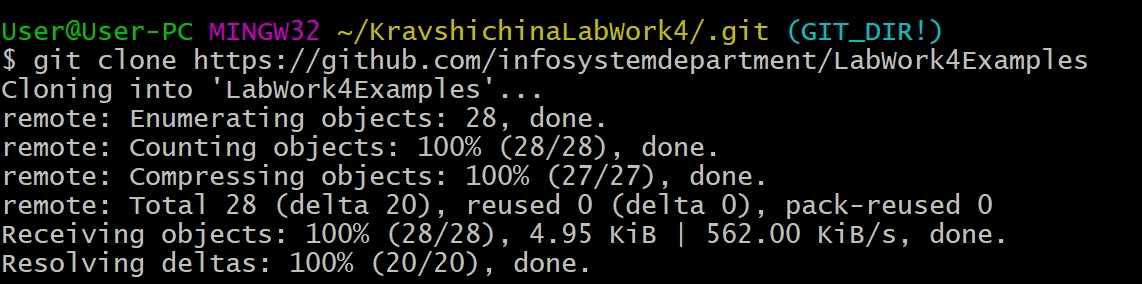 User@User-PC MINGW32 ~/KravshichinaLabWork4/.git (GIT_DIR!)
$ git clone https://github.com/infosystemdepartment/LabWork4Examples
Cloning into 'LabWork4Examples'...
remote: Enumerating objects: 28, done.
remote: Counting objects: 100% (28/28), done.
remote: Compressing objects: 100% (27/27), done.
remote: Total 28 (delta 20), reused 0 (delta 0), pack-reused 0
Receiving objects: 100% (28/28), 4.95 KiB | 562.00 KiB/s, done.
Resolving deltas: 100% (20/20), done.